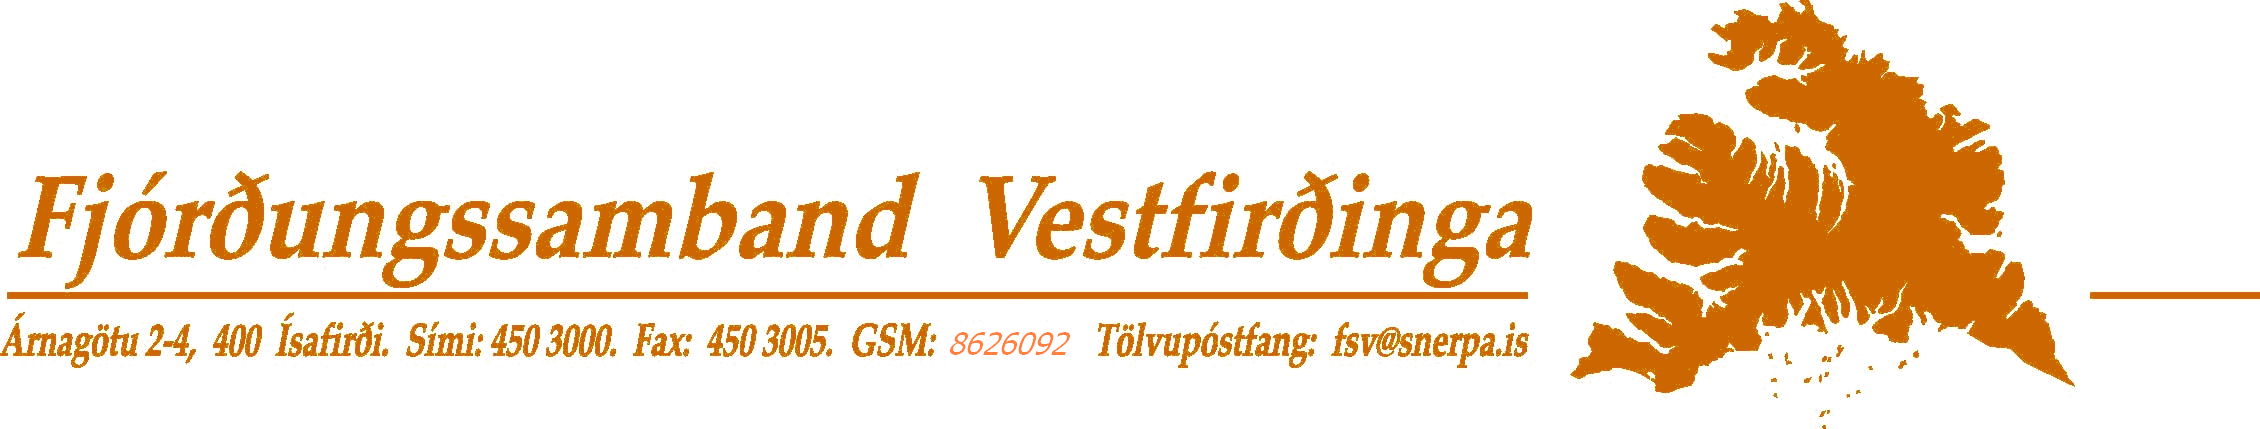 Fjórðungssamband Vestfirðinga
Árnagötu 2-4, 400 Ísafirði. Sími: 450 3000. Fax: 450 3005. GSM: 8626092 Tölvupóstfang: fsv@snerpa.is